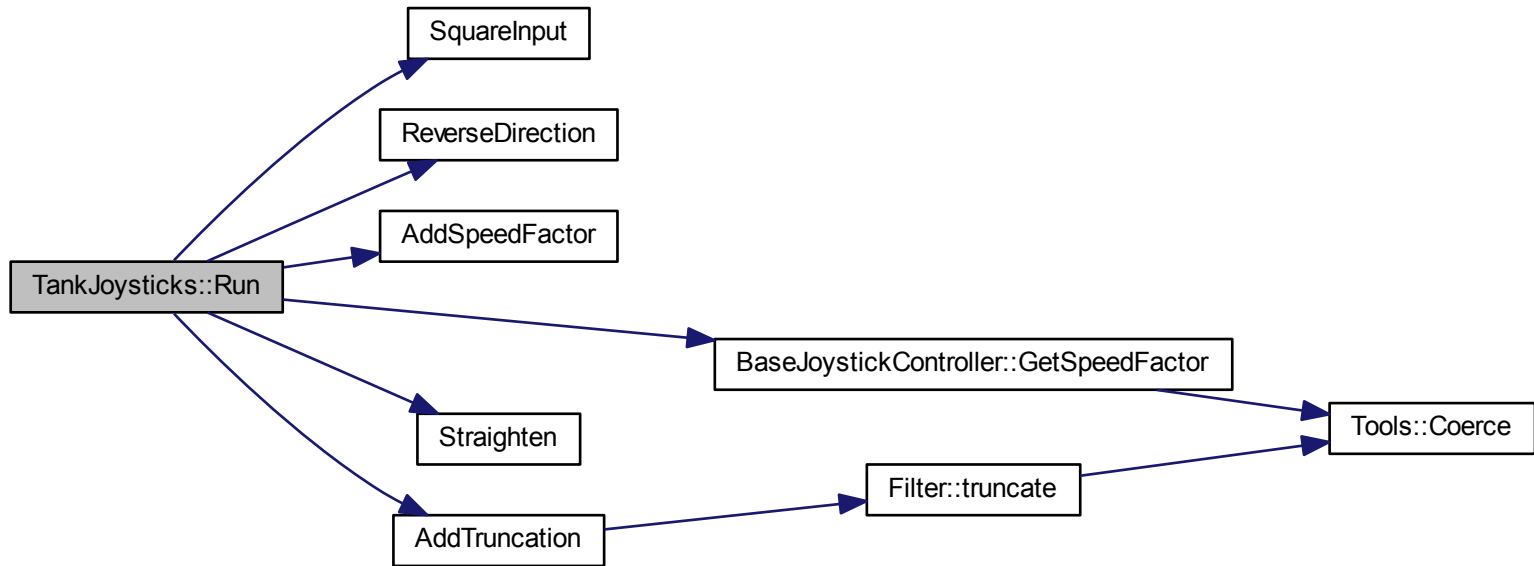 SquareInput
ReverseDirection
AddSpeedFactor
TankJoysticks::Run
BaseJoystickController::GetSpeedFactor
Tools::Coerce
Straighten
Filter::truncate
AddTruncation